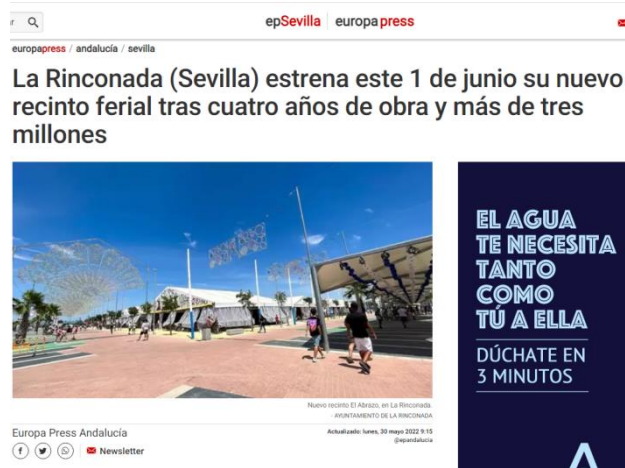 epSevilla europapress
europapress / andalucía / sevilla
La Rinconada (Sevilla) estrena este 1 de junio su nuevo
recinto ferial tras cuatro años de obra y más de tres
millones
EL AGUA
TE NECESITA
TANTO
COMO
TÚ A ELLA
DÚCHATE EN
3 MINUTOS
Nuevo recinto El Abrazo, en La Rinconada.
- AYUNTAMIENTO DE LA RINCONADA
Europa Press Andalucía
Actualizado: lunes, 30 mayo 2022 9:15
@epandalucia
Newsletter